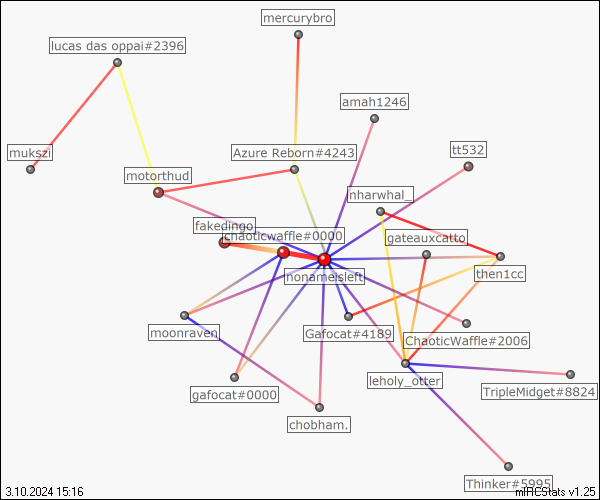 mercurybro
lucas das oppai#2396
amah1246
mukszi
Azure Reborn#4243
tt532
motorthud
nharwhal_
fakedingo
chaoticwaffle#0000
gateauxcatto
nonameisleft
then1cc
moonraven_
Gafocat#4189
ChaoticWaffle#2006
leholy_otter
gafocat#0000
TripleMidget#8824
chobham.
Thinker#5995
3.10.2024 15:16
mIRCStats v1.25